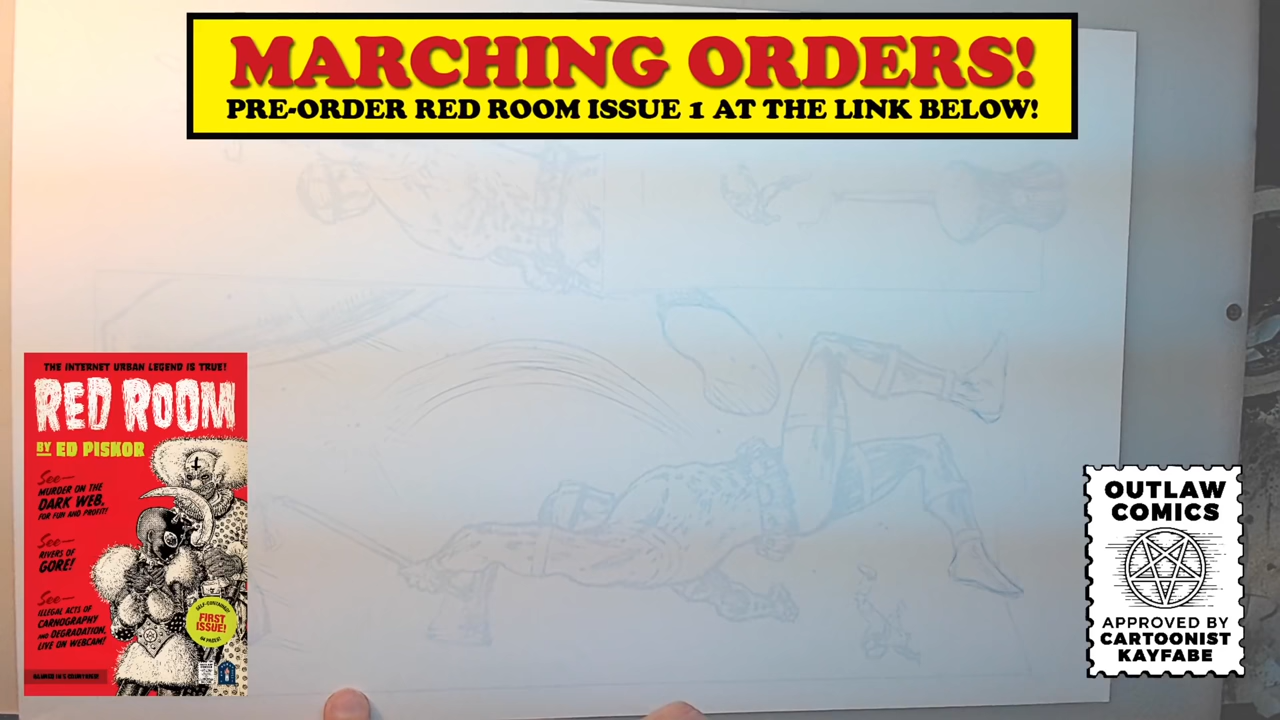 MARCHING ORDERS!
PRE-ORDER RED ROOM ISSUE 1 AT THE LINK BELOW!
THE INTERNET URBAN LEGEND IS TRUE!
RED ROOM
BY ED PISKOR
See—
MURDER ON THE
DARK WEB,
FOR FUN AND PROFIT!
See—
RIVERS OF
GORE!
See—
ILLEGAL ACTS OF
CARNOGRAPHY
AND DEGRADATION,
LIVE ON WEBCAM!
SELF-CONTAINED!
FIRST
ISSUE!
OUTLAW
COMICS
APPROVED BY
CARTOONIST
KAYFABE